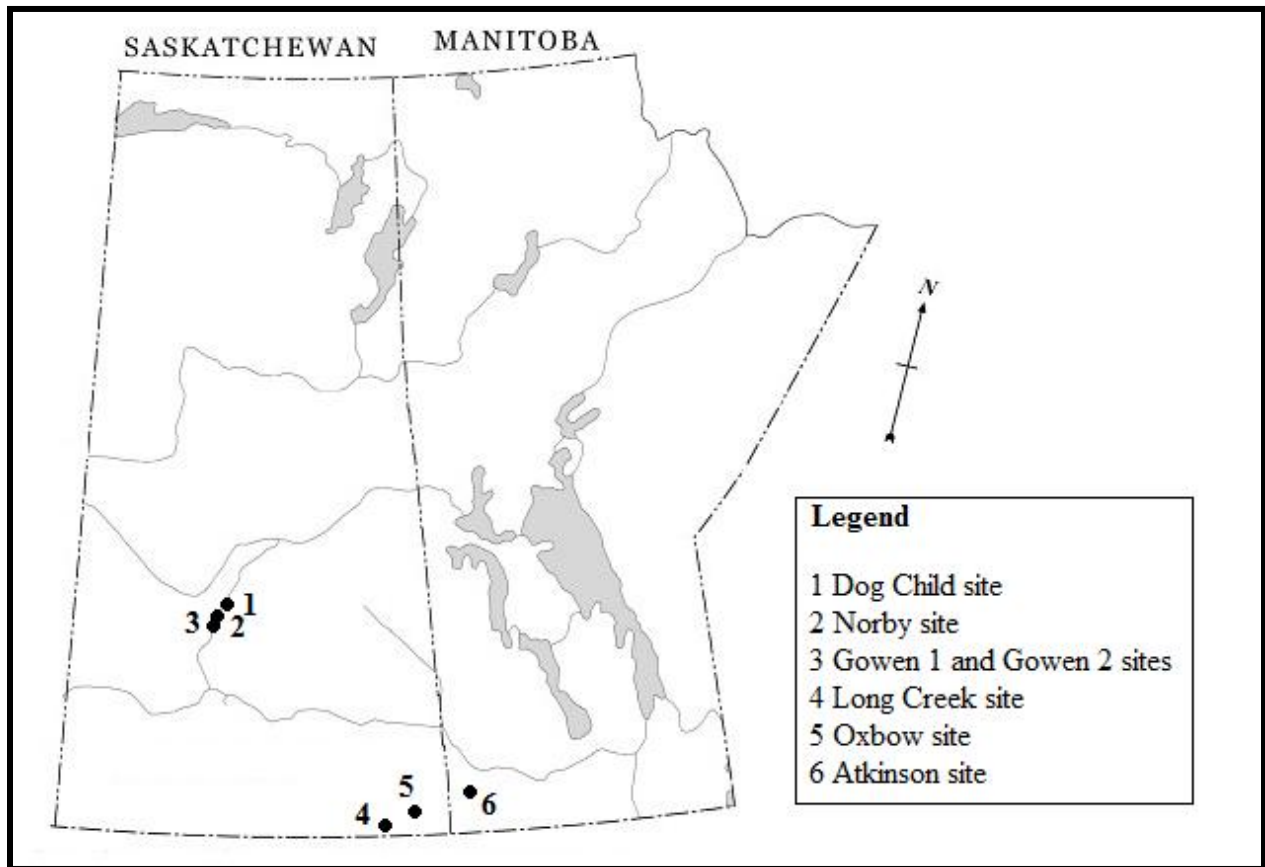 SASKATCHEWAN
MANITOBA
N
1
3
2
5
4
6
Legend
1 Dog Child site
2 Norby site
3 Gowen 1 and Gowen 2 sites
4 Long Creek site
5 Oxbow site
6 Atkinson site